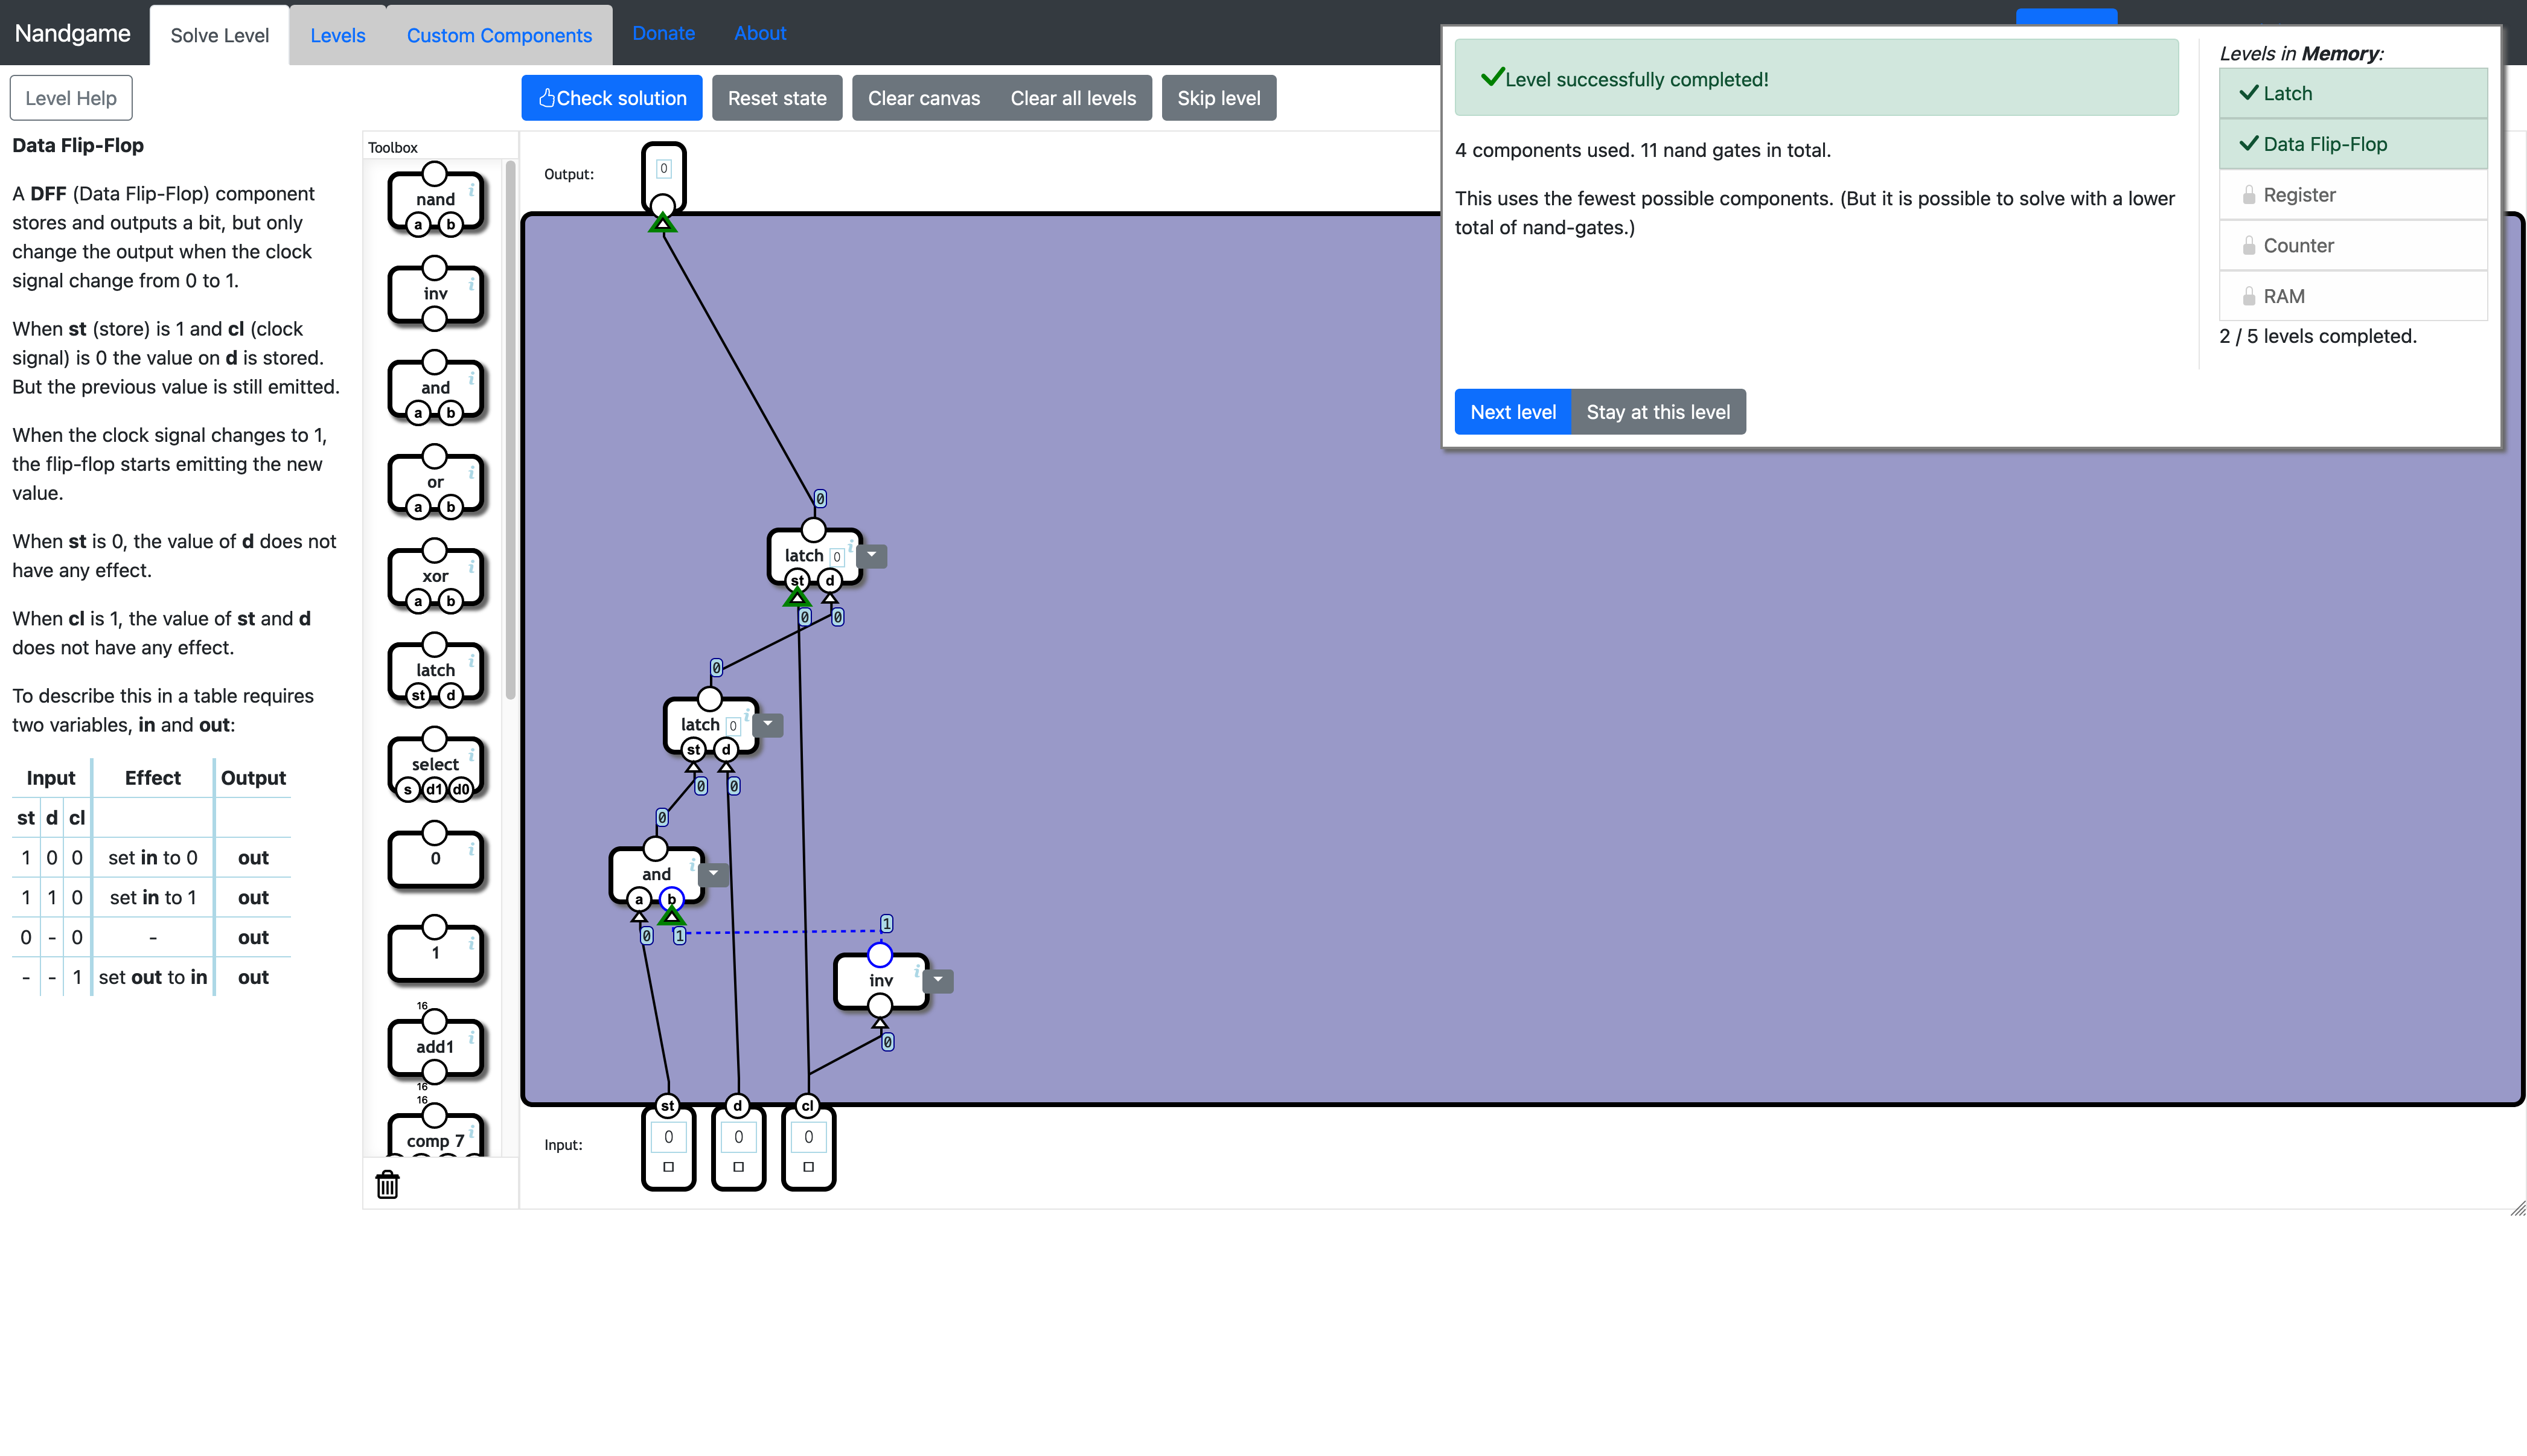 Nandgame
Solve Level
Levels
Custom Components
Donate
About
Level Help
Check solution
Reset state
Clear canvas
Clear all levels
Skip level
Data Flip-Flop
A DFF (Data Flip-Flop) component
stores and outputs a bit, but only
change the output when the clock
signal change from 0 to 1.
When st (store) is 1 and cl (clock
signal) is 0 the value on d is stored.
But the previous value is still emitted.
When the clock signal changes to 1,
the flip-flop starts emitting the new
value.
When st is 0, the value of d does not
have any effect.
When cl is 1, the value of st and d
does not have any effect.
To describe this in a table requires
two variables, in and out:
Input Effect Output
st d cl
1 0 0 set in to 0 out
1 1 0 set in to 1 out
0 - 0 - out
- - 1 set out to in out
Toolbox
nand i
a b
inv i
and i
a b
or i
a b
xor i
a b
latch i
st d
select i
s d1 d0
0 i
1 i
16
add1 i
16
16
comp 7 i
Output:
0
0
latch 0 i
st d
0 0
0
latch 0 i
st d
0 0
0
and i
a b
0 1
1
inv i
0
st d cl
Input:
0 0 0
Level successfully completed!
4 components used. 11 nand gates in total.
This uses the fewest possible components. (But it is possible to solve with a lower
total of nand-gates.)
Next level
Stay at this level
Levels in Memory:
Latch
Data Flip-Flop
Register
Counter
RAM
2 / 5 levels completed.